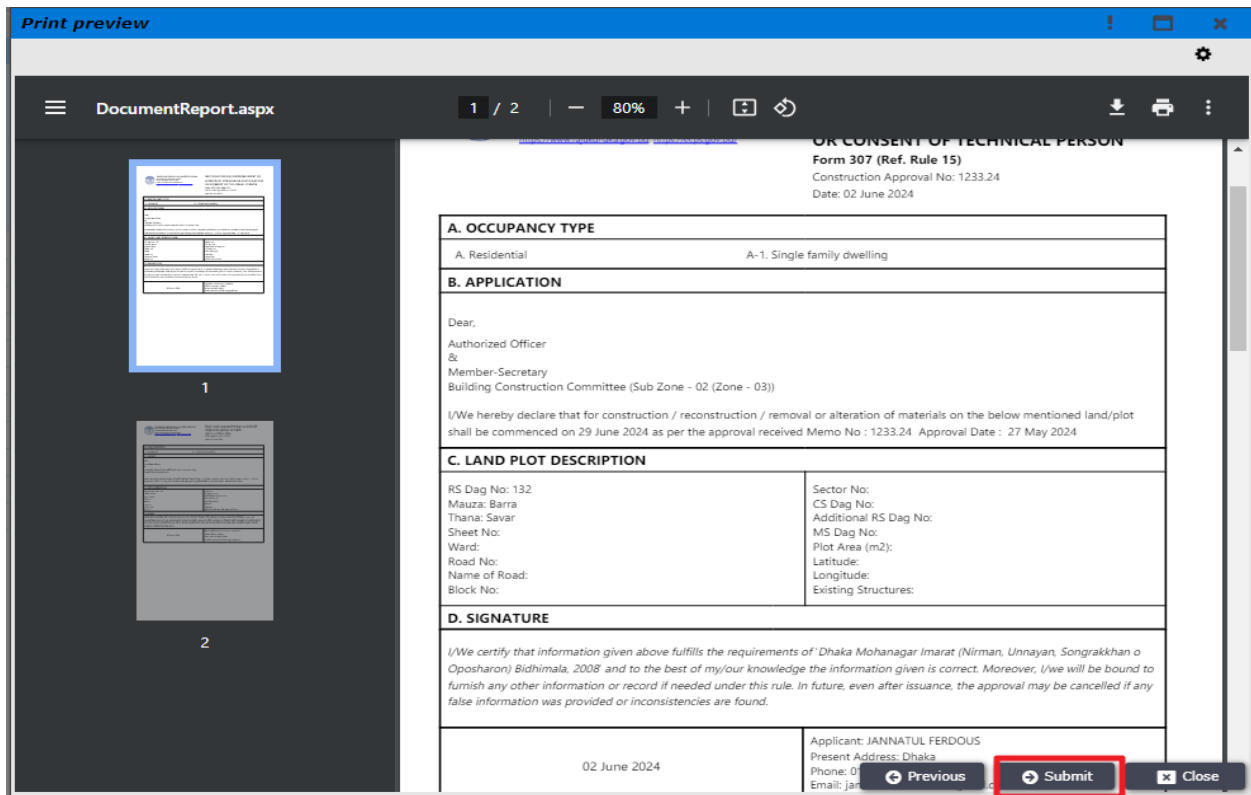 Print preview
DocumentReport.aspx
1 / 2
80%
1
2
OR CONSENT OF TECHNICAL PERSON
Form 307 (Ref. Rule 15)
Construction Approval No: 1233.24
Date: 02 June 2024
A. OCCUPANCY TYPE
A. Residential A-1. Single family dwelling
B. APPLICATION
Dear,
Authorized Officer
&
Member-Secretary
Building Construction Committee (Sub Zone - 02 (Zone - 03))
I/We hereby declare that for construction / reconstruction / removal or alteration of materials on the below mentioned land/plot
shall be commenced on 29 June 2024 as per the approval received Memo No : 1233.24 Approval Date : 27 May 2024
C. LAND PLOT DESCRIPTION
RS Dag No: 132
Mauza: Barra
Thana: Savar
Sheet No:
Ward:
Road No:
Name of Road:
Block No:
Sector No:
CS Dag No:
Additional RS Dag No:
MS Dag No:
Plot Area (m2):
Latitude:
Longitude:
Existing Structures:
D. SIGNATURE
I/We certify that information given above fulfills the requirements of 'Dhaka Mohanagar Imarat (Nirman, Unnayan, Songrakkhan o
Oposharon) Bidhimala, 2008' and to the best of my/our knowledge the information given is correct. Moreover, I/we will be bound to
furnish any other information or record if needed under this rule. In future, even after issuance, the approval may be cancelled if any
false information was provided or inconsistencies are found.
02 June 2024
Applicant: JANNATUL FERDOUS
Present Address: Dhaka
Phone:
Email:
Previous
Submit
Close